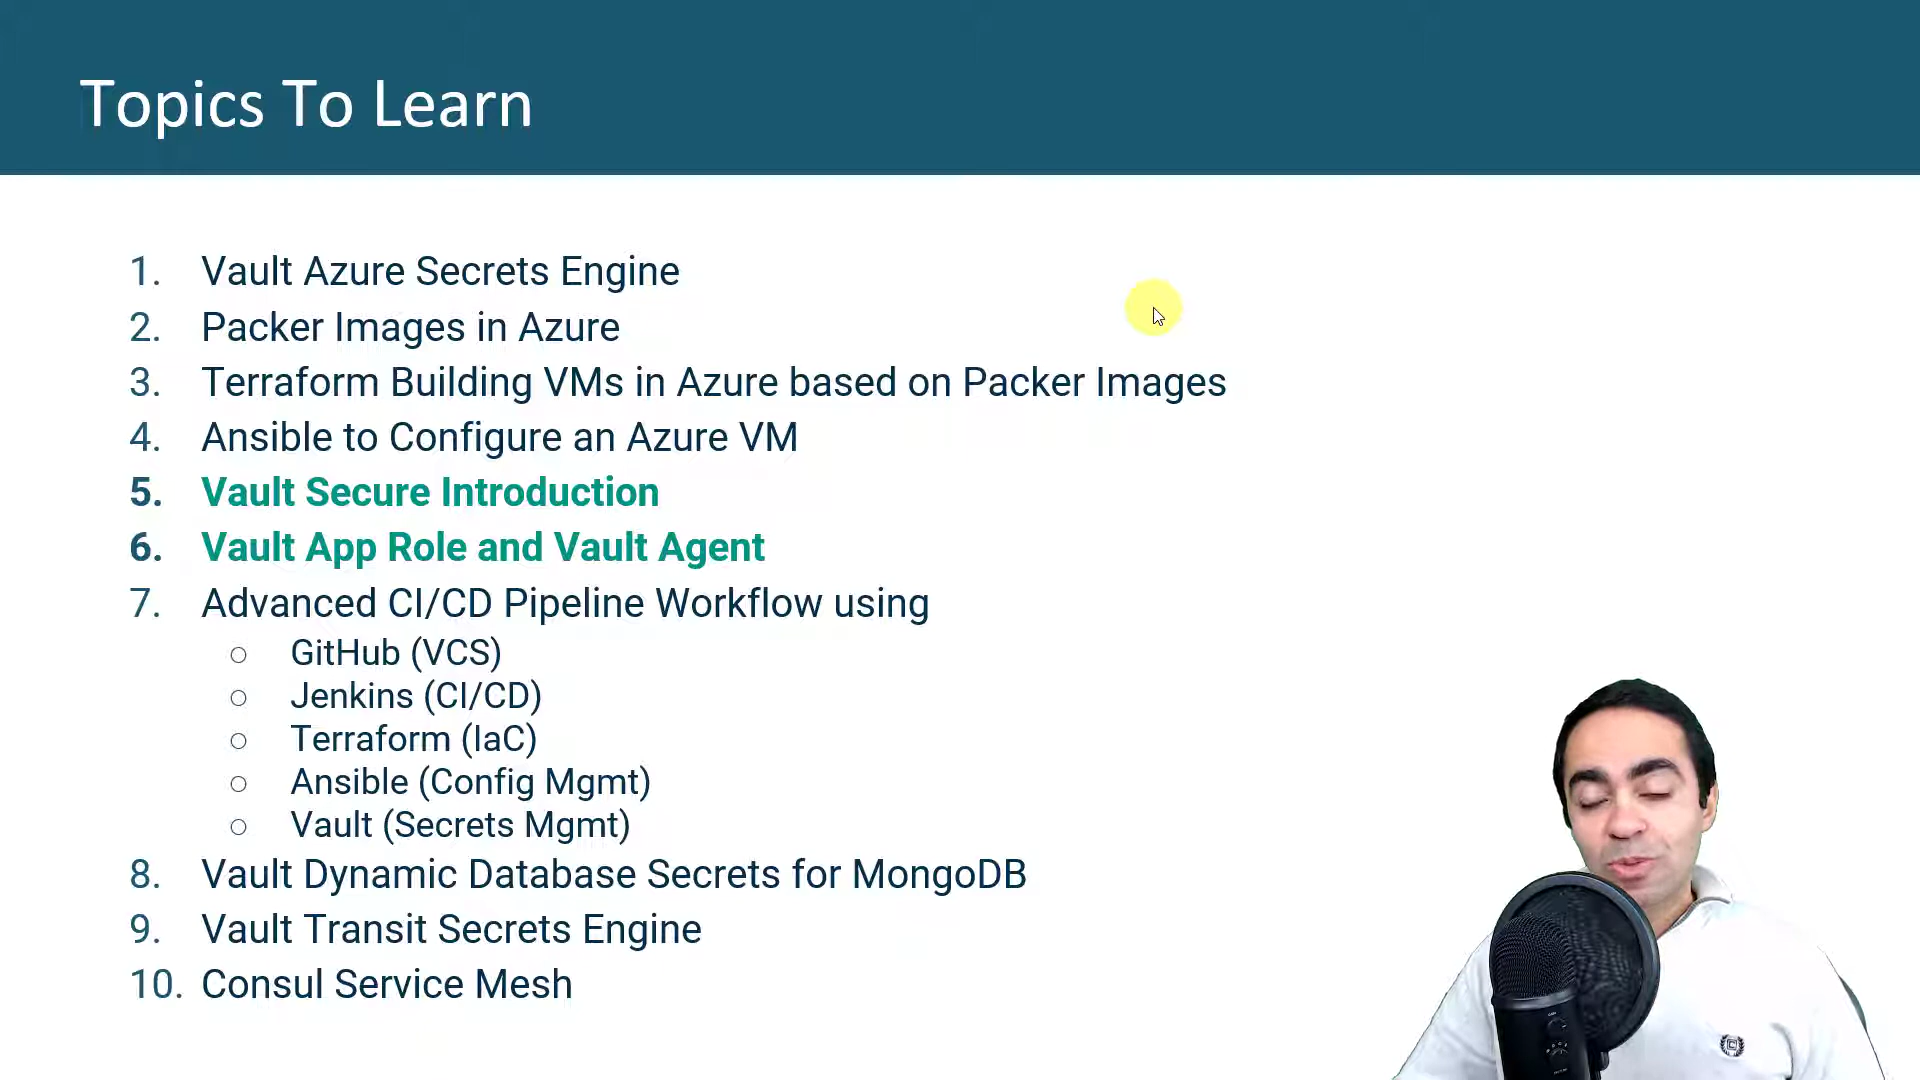 Topics To Learn
1. Vault Azure Secrets Engine
2. Packer Images in Azure
3. Terraform Building VMs in Azure based on Packer Images
4. Ansible to Configure an Azure VM
5. Vault Secure Introduction
6. Vault App Role and Vault Agent
7. Advanced CI/CD Pipeline Workflow using
○ GitHub (VCS)
○ Jenkins (CI/CD)
○ Terraform (IaC)
○ Ansible (Config Mgmt)
○ Vault (Secrets Mgmt)
8. Vault Dynamic Database Secrets for MongoDB
9. Vault Transit Secrets Engine
10. Consul Service Mesh